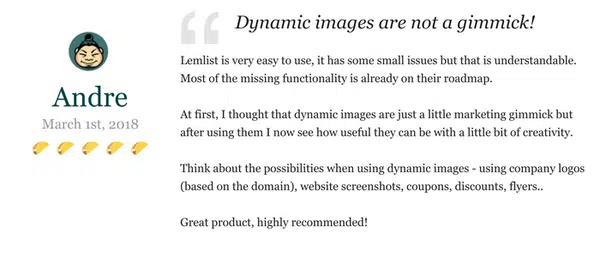 Dynamic images are not a gimmick!
Andre
March 1st, 2018
Lemlist is very easy to use, it has some small issues but that is understandable.
Most of the missing functionality is already on their roadmap.
At first, I thought that dynamic images are just a little marketing gimmick but
after using them I now see how useful they can be with a little bit of creativity.
Think about the possibilities when using dynamic images - using company logos
(based on the domain), website screenshots, coupons, discounts, flyers..
Great product, highly recommended!